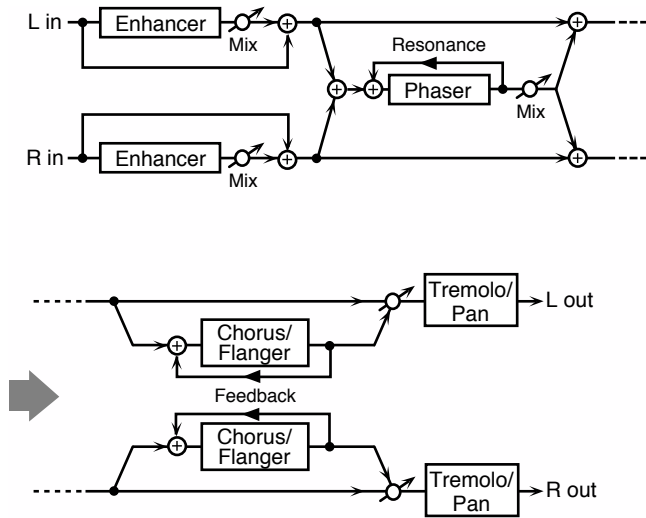 L in
Enhancer
Mix
Resonance
Phaser
Mix
R in
Enhancer
Mix
Tremolo/
Pan
L out
Chorus/
Flanger
Feedback
Chorus/
Flanger
Tremolo/
Pan
R out